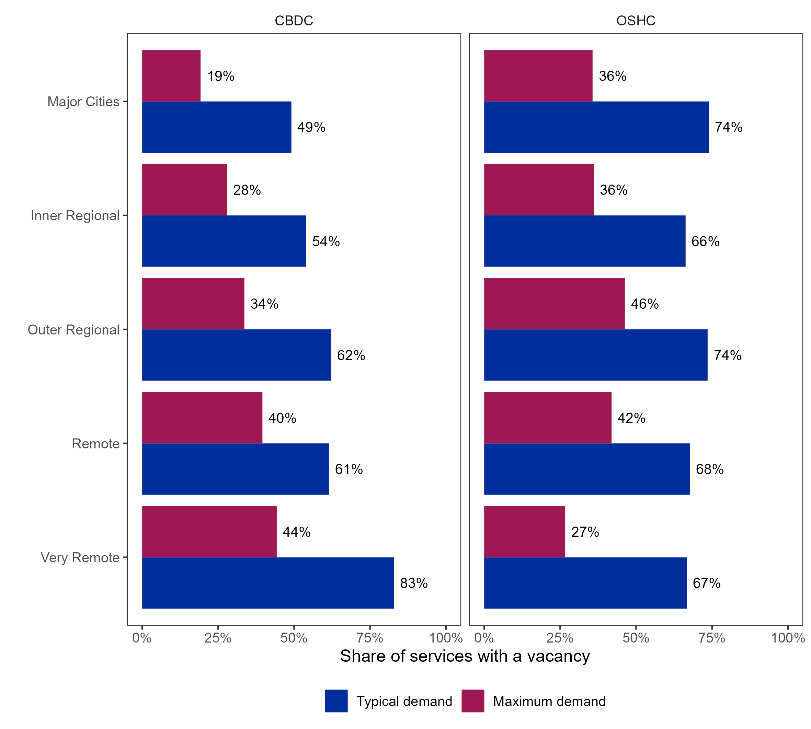 CBDC OSHC
Major Cities 19% 36%
49% 74%
Inner Regional 28% 36%
54% 66%
Outer Regional 34% 46%
62% 74%
Remote 40% 42%
61% 68%
Very Remote 44% 27%
83% 67%
0% 25% 50% 75% 100% 0% 25% 50% 75% 100%
Share of services with a vacancy
Typical demand Maximum demand